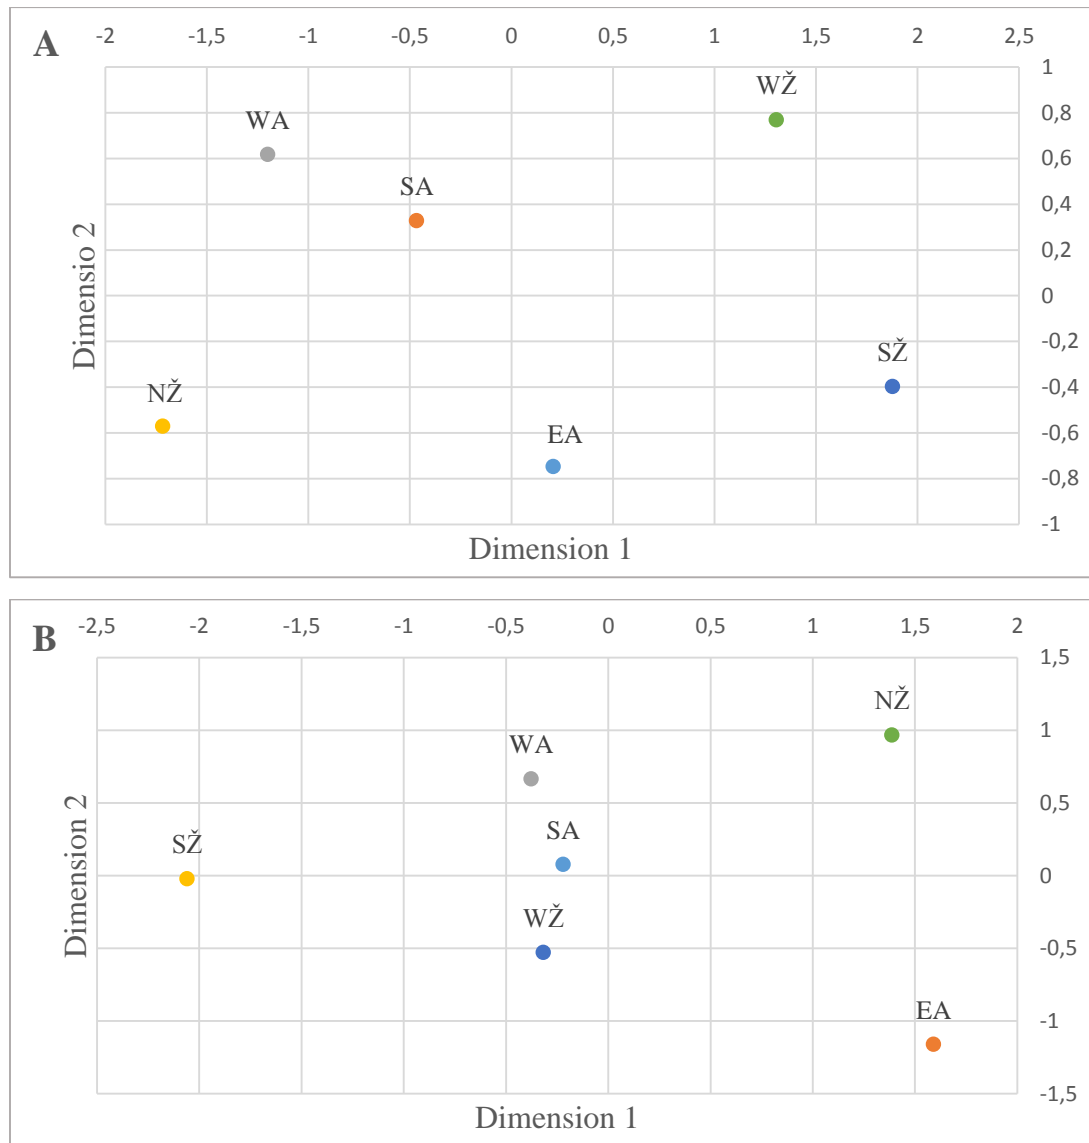 A
-2 -1,5 -1 -0,5 0 0,5 1 1,5 2 2,5
1
WŽ
0,8
WA
0,6
SA
0,4
0,2
Dimensio 2
0
-0,2
SŽ
-0,4
NŽ
-0,6
EA
-0,8
-1
Dimension 1
B
-2,5 -2 -1,5 -1 -0,5 0 0,5 1 1,5 2
1,5
NŽ
1
WA
0,5
SA
SŽ
Dimension 2
0
WŽ
-0,5
EA
-1
-1,5
Dimension 1